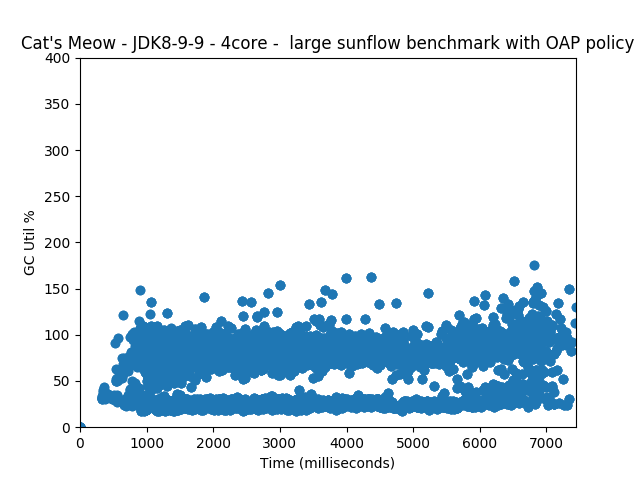 Cat's Meow - JDK8-9-9 - 4core -  large sunflow benchmark with OAP policy
400
350
300
250
200
150
100
50
0
GC Util %
0 1000 2000 3000 4000 5000 6000 7000
Time (milliseconds)